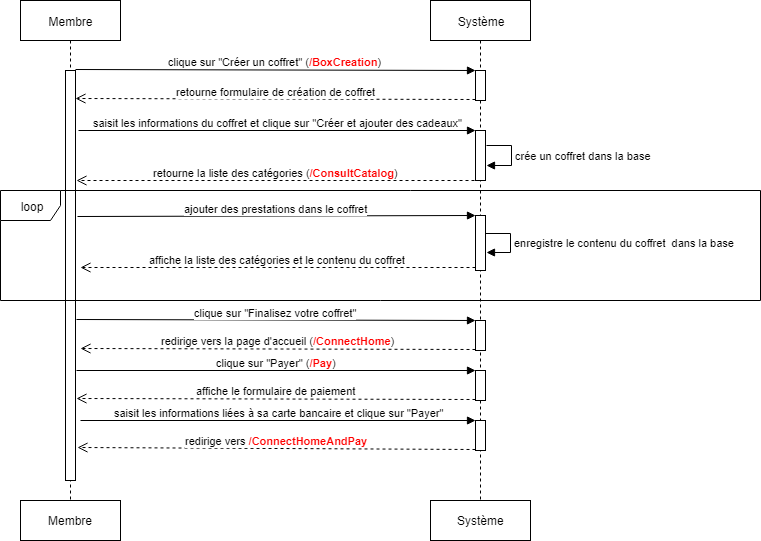 Membre
Système
clique sur "Créer un coffret" (/BoxCreation)
retourne formulaire de création de coffret
saisit les informations du coffret et clique sur "Créer et ajouter des cadeaux"
crée un coffret dans la base
retourne la liste des catégories (/ConsultCatalog)
loop
ajouter des prestations dans le coffret
enregistre le contenu du coffret dans la base
affiche la liste des catégories et le contenu du coffret
clique sur "Finalisez votre coffret"
redirige vers la page d'accueil (/ConnectHome)
clique sur "Payer" (/Pay)
affiche le formulaire de paiement
saisit les informations liées à sa carte bancaire et clique sur "Payer"
redirige vers /ConnectHomeAndPay
Membre
Système